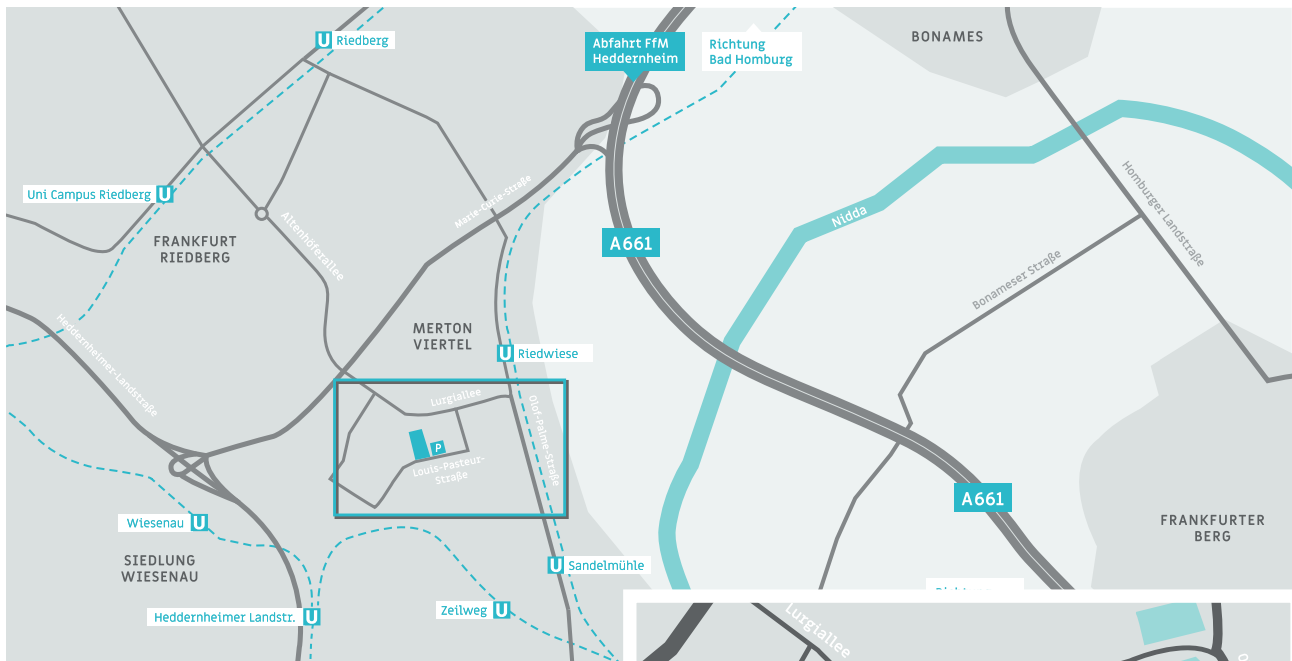 U Riedberg
Abfahrt FfM
Heddernheim
Richtung
Bad Homburg
BONAMES
Uni Campus Riedberg U
FRANKFURT
RIEDBERG
Altenhöferallee
Marie-Curie-Straße
Nidda
Homburger Landstraße
A661
Bonameser Straße
Heddernheimer-Landstraße
MERTON
VIERTEL
U Riedwiese
Lurgiallee
Olof-Palme-Straße
P
Louis-Pasteur-
Straße
A661
Wiesenau U
FRANKFURTER
BERG
SIEDLUNG
WIESENAU
U Sandelmühle
Heddernheimer Landstr. U
Zeilweg U
Lurgiallee